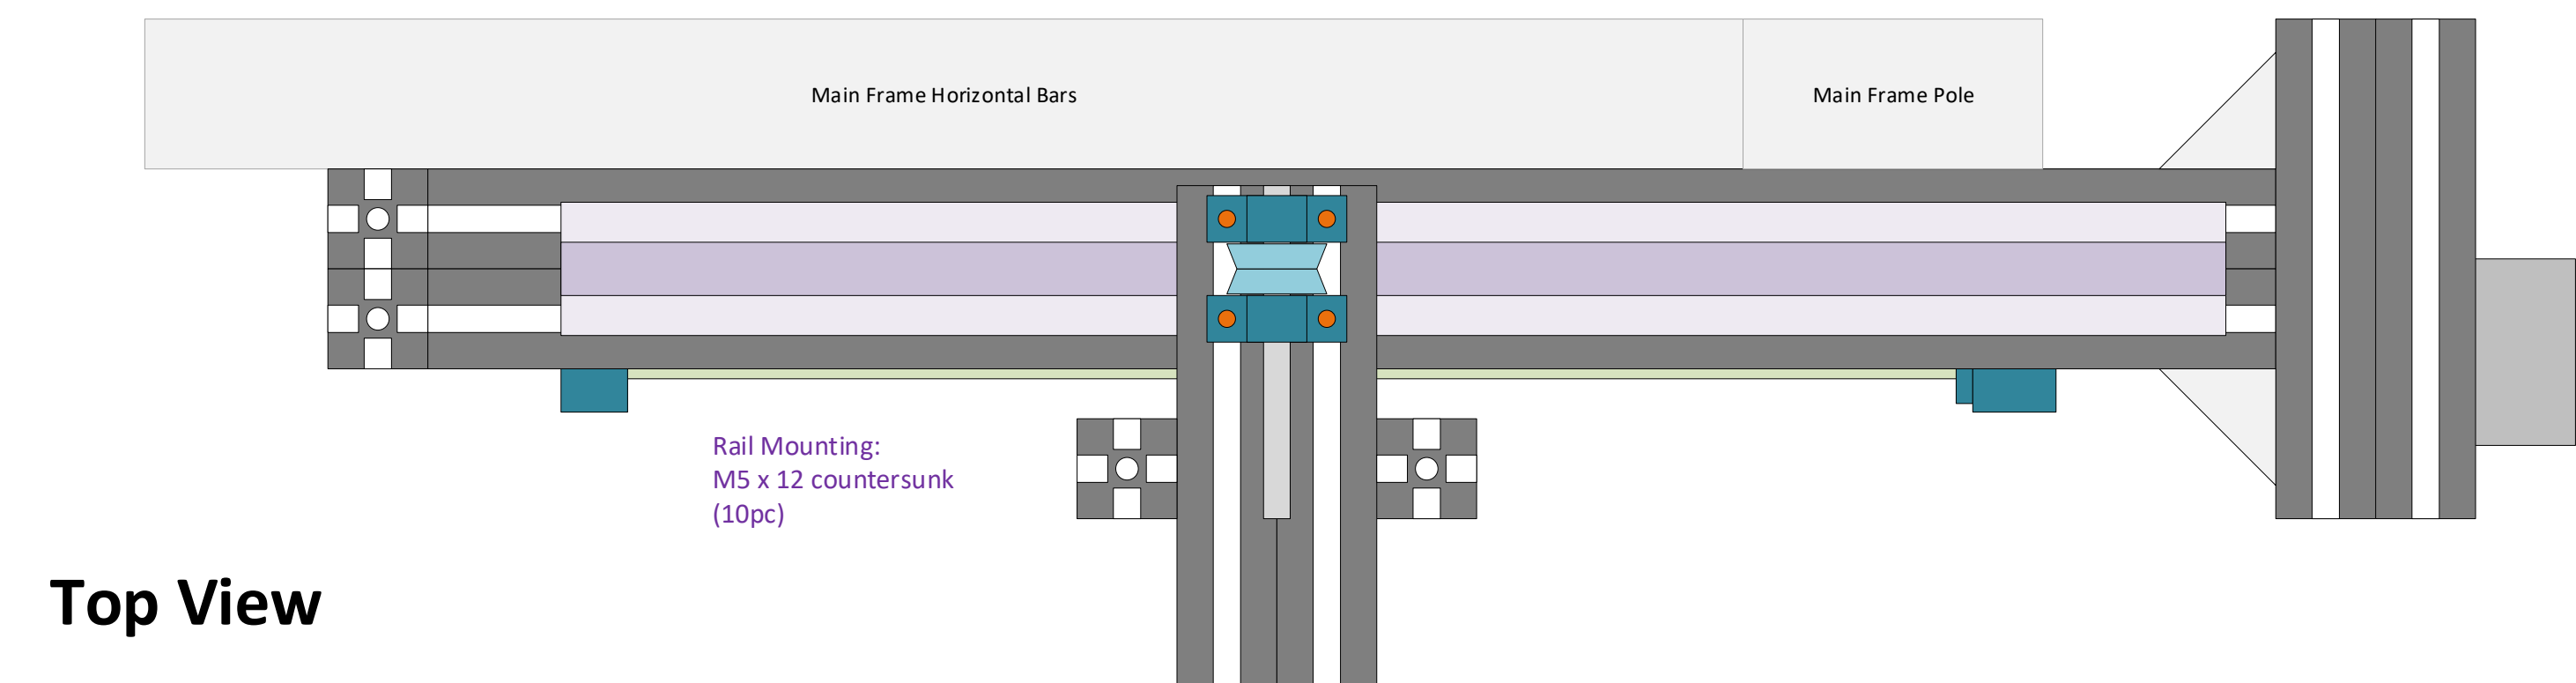 Main Frame Horizontal Bars
Main Frame Pole
Rail Mounting:
M5 x 12 countersunk
(10pc)
Top View